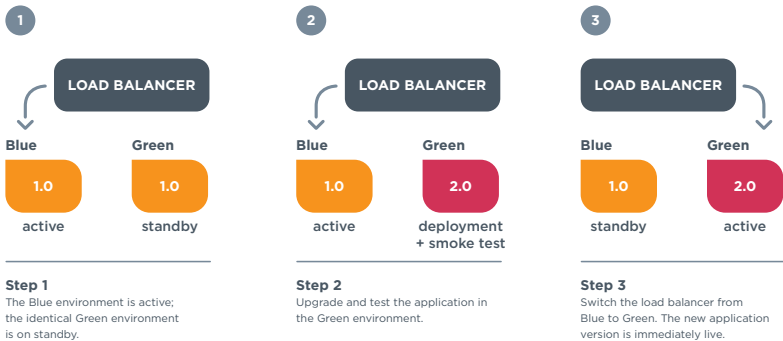 1
LOAD BALANCER
Blue
Green
1.0
1.0
active
standby
Step 1
The Blue environment is active;
the identical Green environment
is on standby.
2
LOAD BALANCER
Blue
Green
1.0
2.0
active
deployment
+ smoke test
Step 2
Upgrade and test the application in
the Green environment.
3
LOAD BALANCER
Blue
Green
1.0
2.0
standby
active
Step 3
Switch the load balancer from
Blue to Green. The new application
version is immediately live.